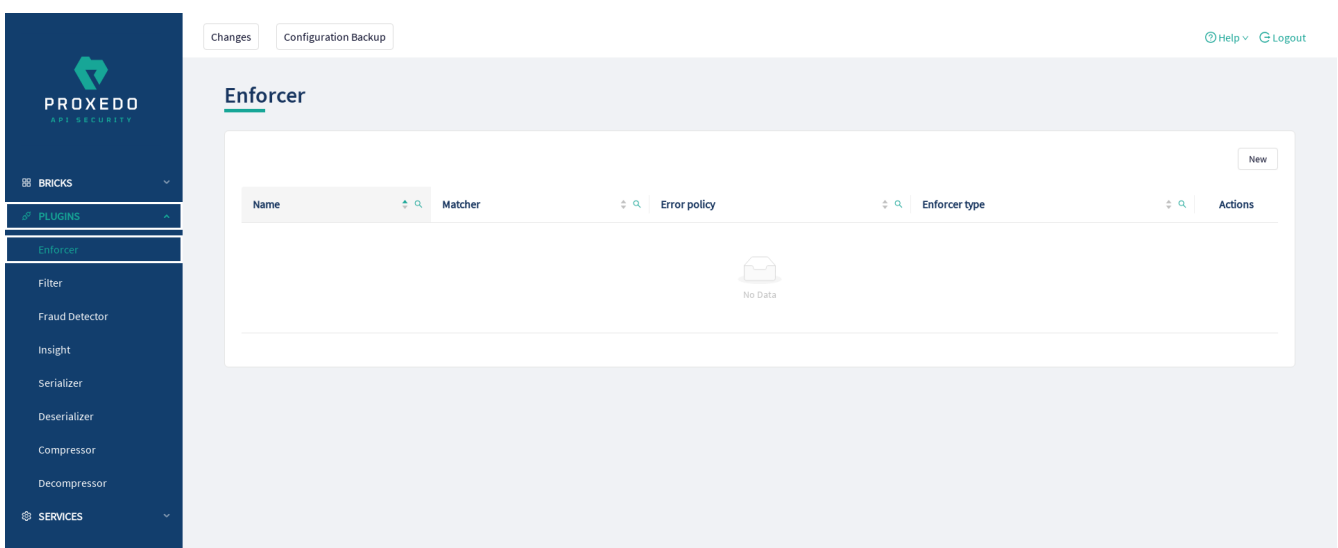 Changes
Configuration Backup
Help
Logout
PROXEDO
API SECURITY
BRICKS
PLUGINS
Enforcer
Filter
Fraud Detector
Insight
Serializer
Deserializer
Compressor
Decompressor
SERVICES
Enforcer
New
Name Matcher Error policy Enforcer type Actions
No Data